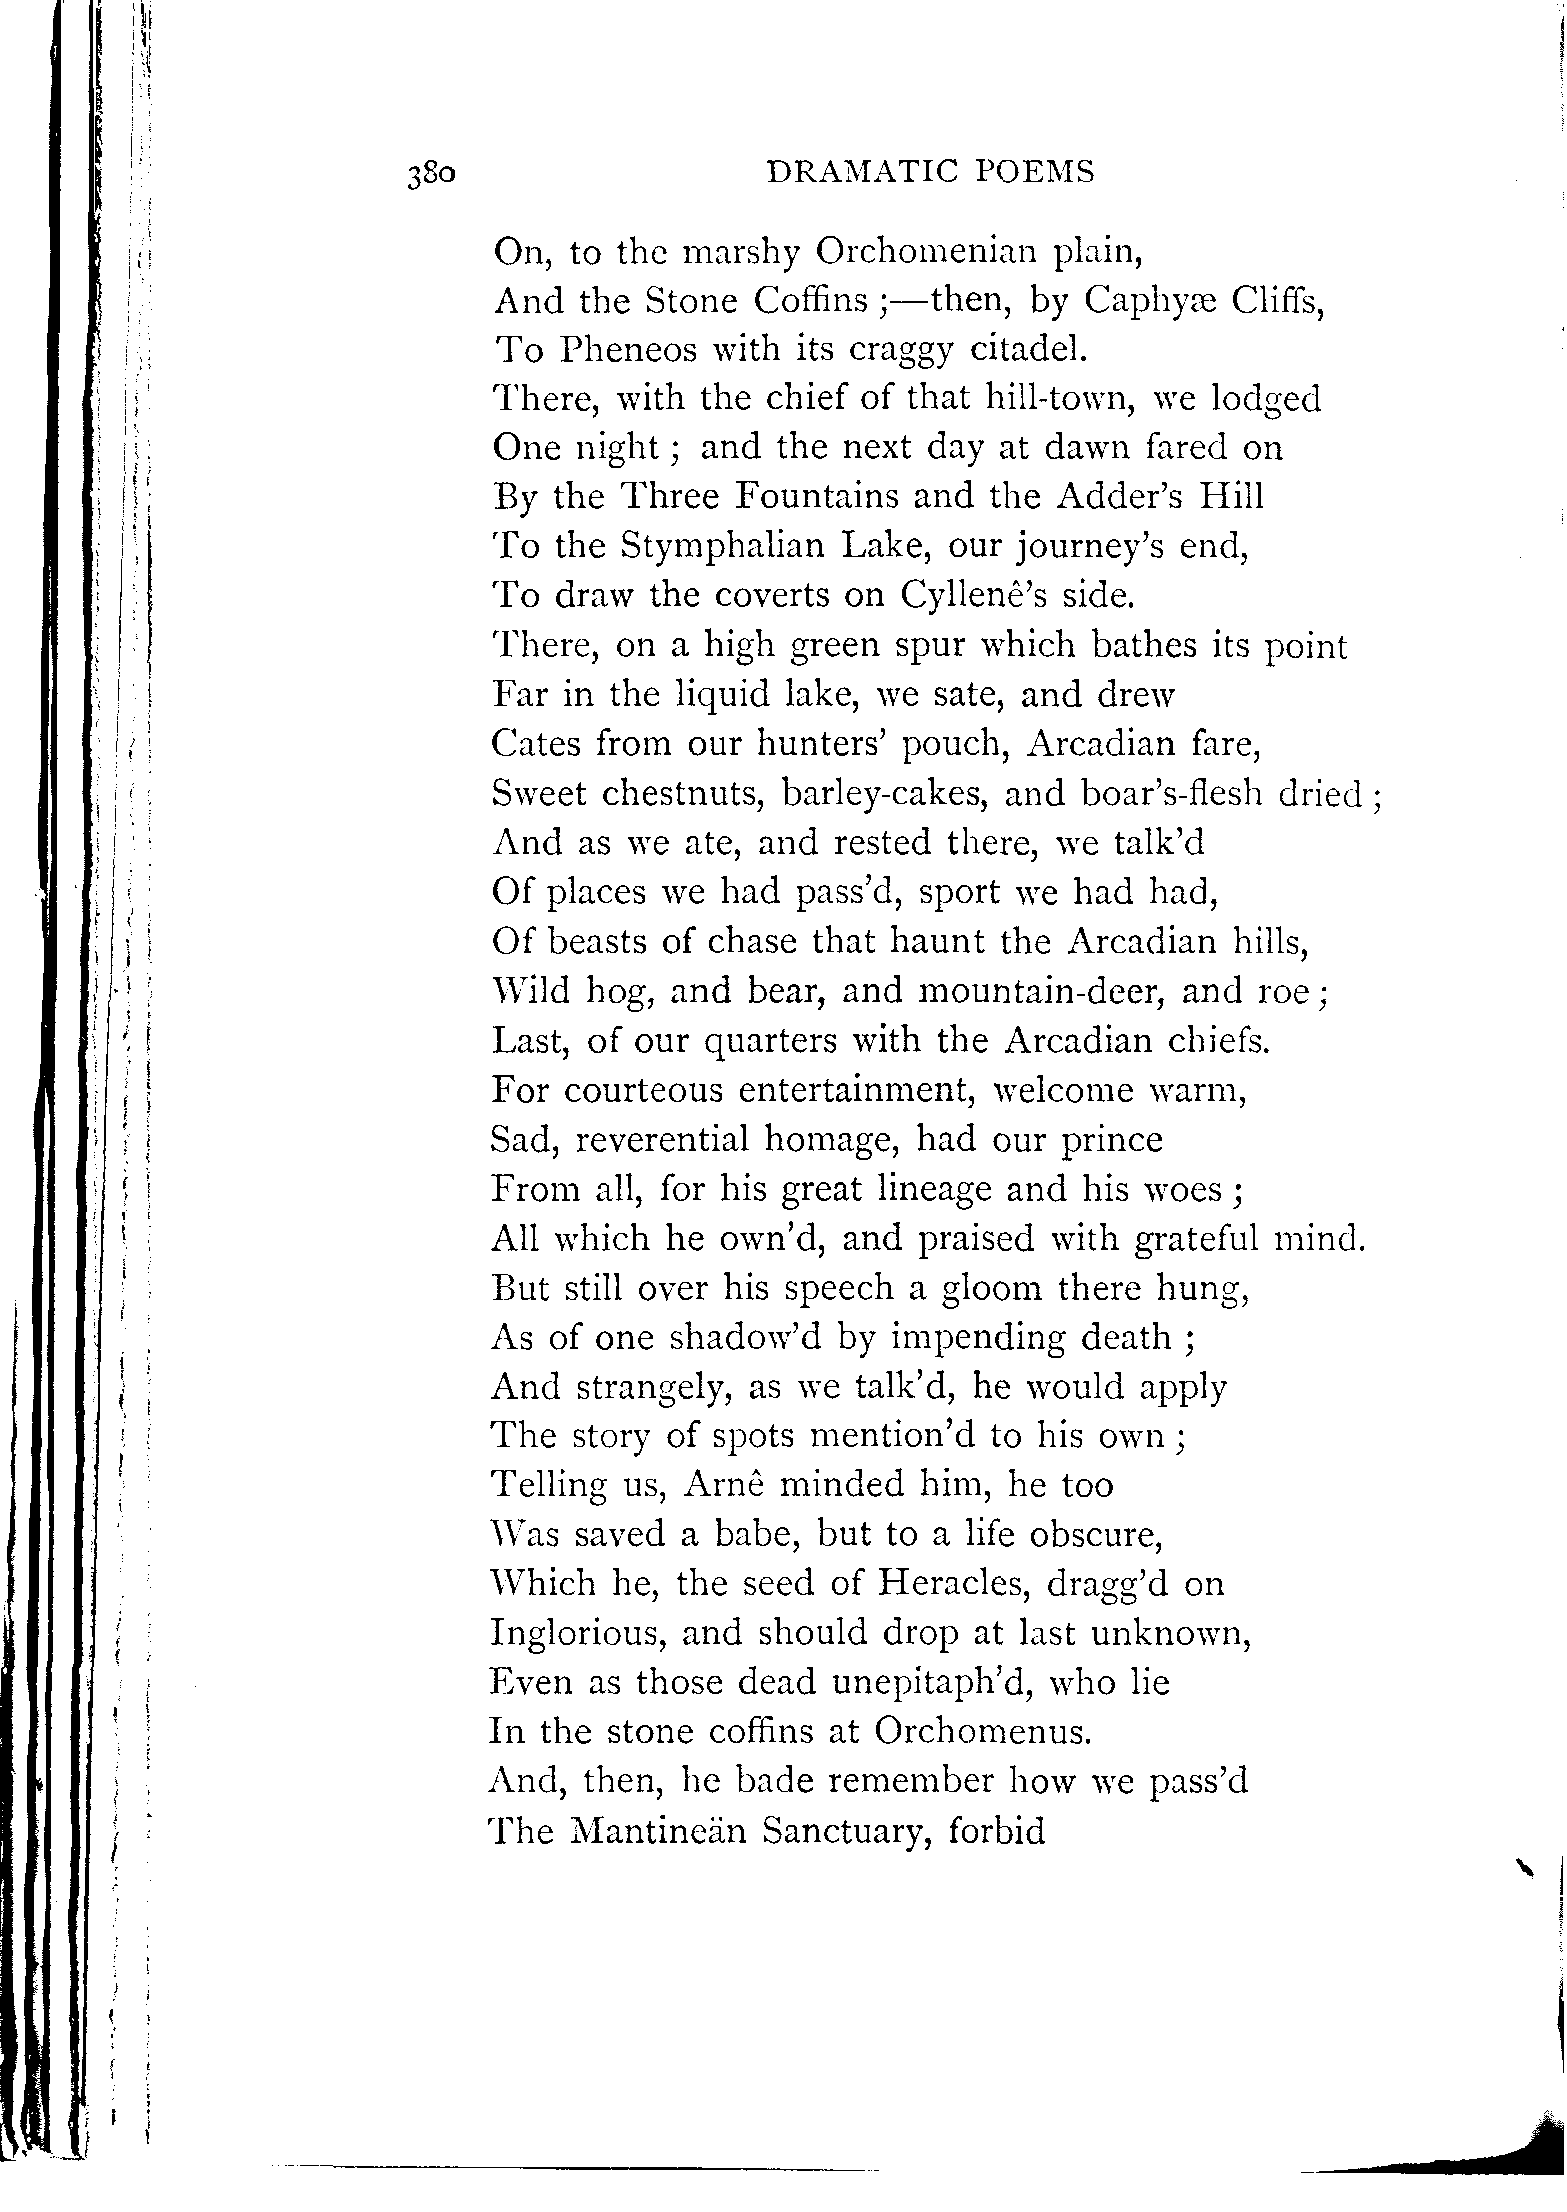 380 DRAMATIC POEMS
On, to the marshy Orchomenian plain,
And the Stone Coffins ;—then, by Caphyæ Cliffs,
To Pheneos with its craggy citadel.
There, with the chief of that hill-town, we lodged
One night ; and the next day at dawn fared on
By the Three Fountains and the Adder's Hill
To the Stymphalian Lake, our journey's end,
To draw the coverts on Cyllenê's side.
There, on a high green spur which bathes its point
Far in the liquid lake, we sate, and drew
Cates from our hunters' pouch, Arcadian fare,
Sweet chestnuts, barley-cakes, and boar's-flesh dried ;
And as we ate, and rested there, we talk'd
Of places we had pass'd, sport we had had,
Of beasts of chase that haunt the Arcadian hills,
Wild hog, and bear, and mountain-deer, and roe ;
Last, of our quarters with the Arcadian chiefs.
For courteous entertainment, welcome warm,
Sad, reverential homage, had our prince
From all, for his great lineage and his woes ;
All which he own'd, and praised with grateful mind.
But still over his speech a gloom there hung,
As of one shadow'd by impending death ;
And strangely, as we talk'd, he would apply
The story of spots mention'd to his own ;
Telling us, Arnê minded him, he too
Was saved a babe, but to a life obscure,
Which he, the seed of Heracles, dragg'd on
Inglorious, and should drop at last unknown,
Even as those dead unepitaph'd, who lie
In the stone coffins at Orchomenus.
And, then, he bade remember how we pass'd
The Mantineän Sanctuary, forbid